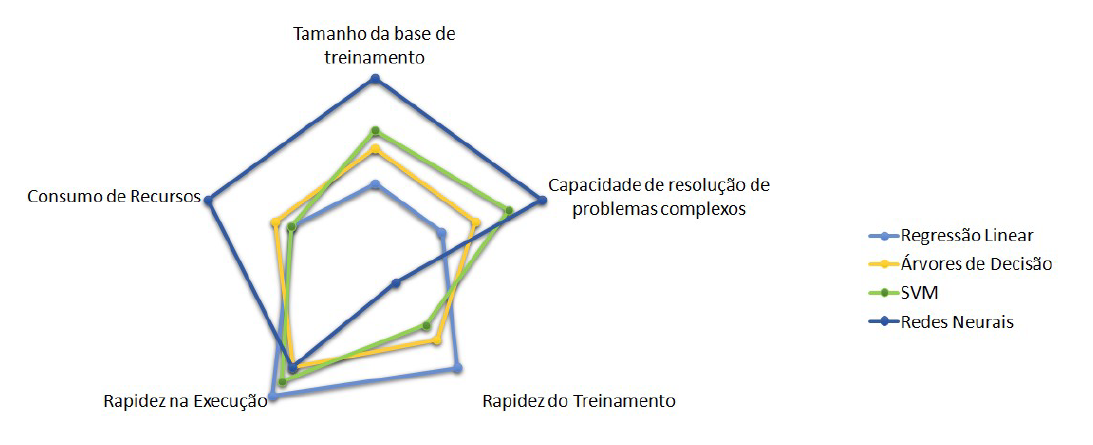 Tamanho da base de
treinamento
Consumo de Recursos
Capacidade de resolução de
problemas complexos
Rapidez na Execução
Rapidez do Treinamento
Regressão Linear
Árvores de Decisão
SVM
Redes Neurais